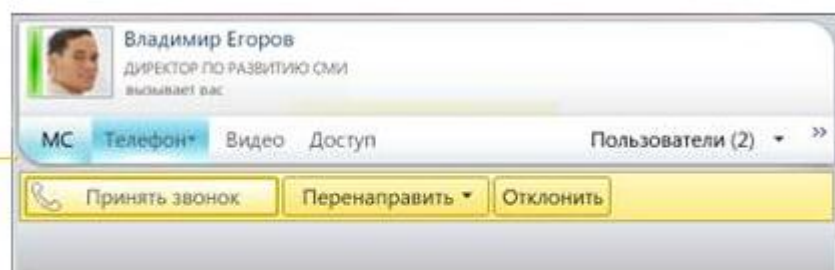 Владимир Егоров
ДИРЕКТОР ПО РАЗВИТИЮ СМИ
вызывает вас
МС Телефон Видео Доступ Пользователи (2) »
Принять звонок Перенаправить Отклонить